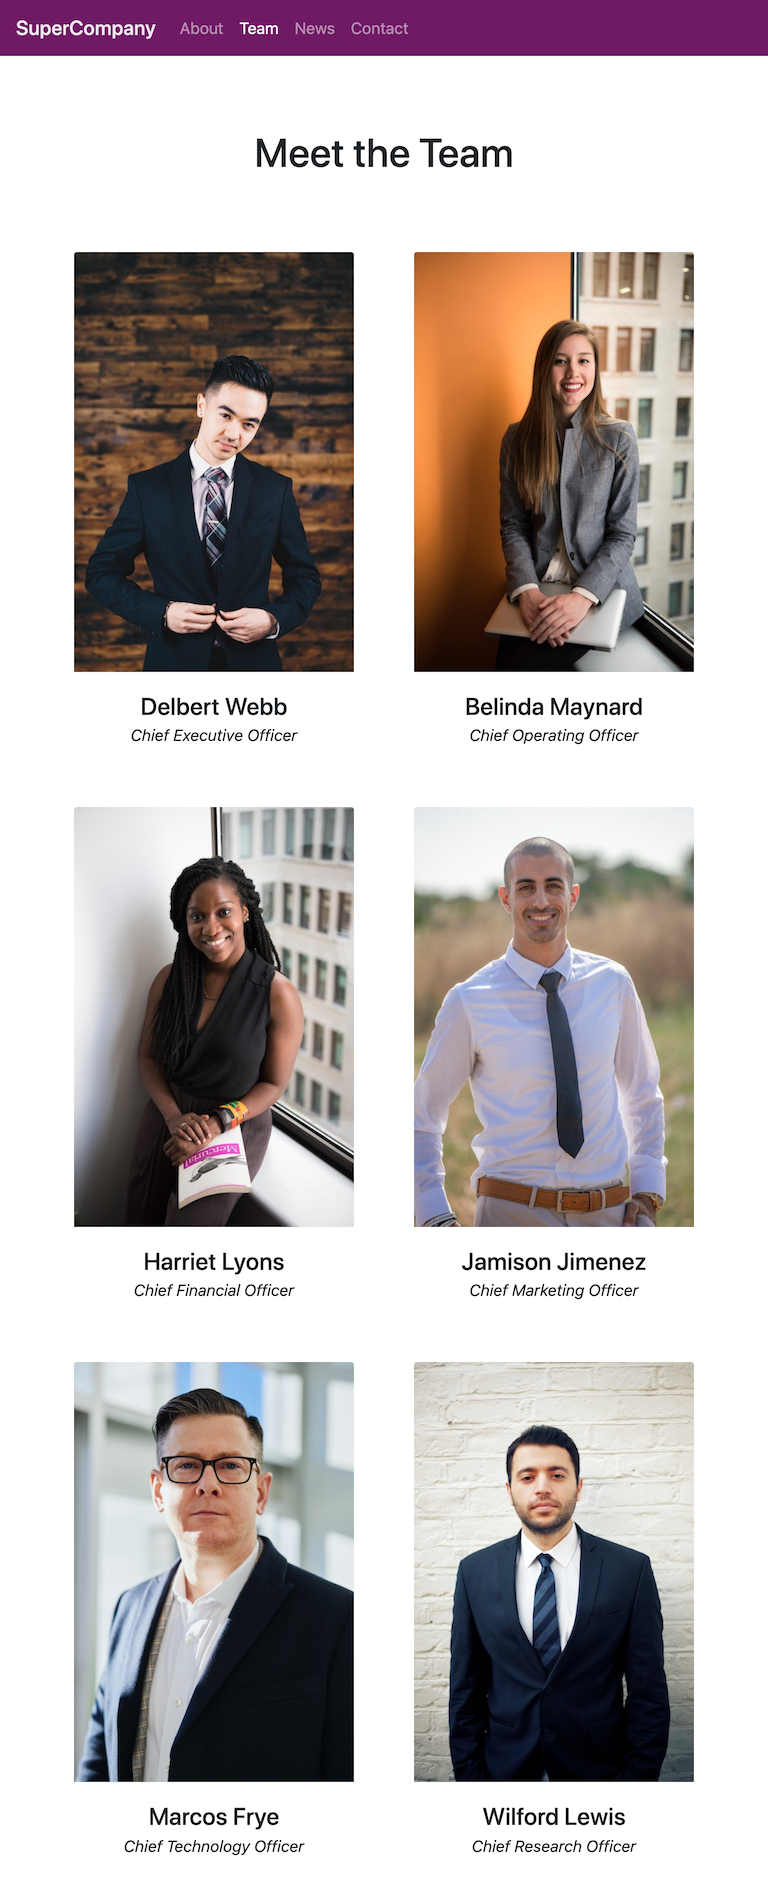 SuperCompany About Team News Contact
Meet the Team
Delbert Webb
Chief Executive Officer
Belinda Maynard
Chief Operating Officer
Mercurial
Harriet Lyons
Chief Financial Officer
Jamison Jimenez
Chief Marketing Officer
Marcos Frye
Chief Technology Officer
Wilford Lewis
Chief Research Officer